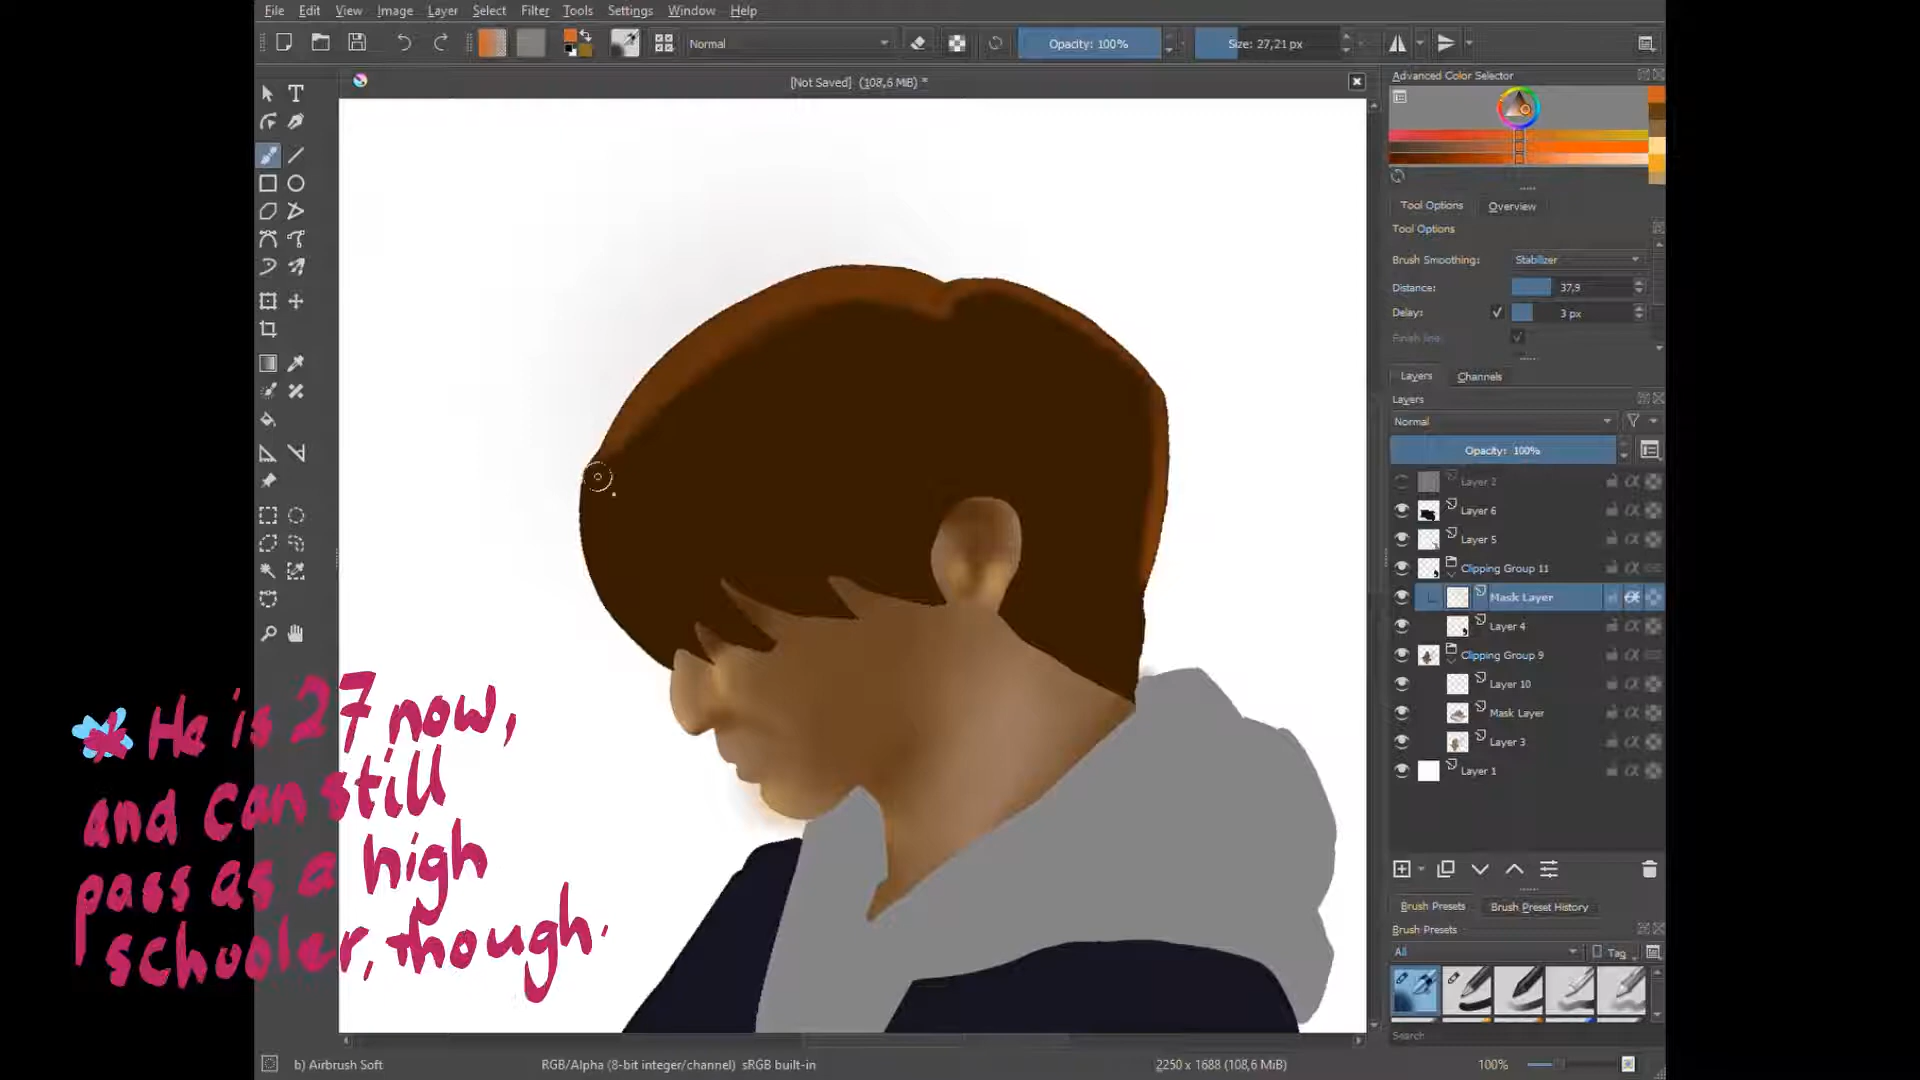 File Edit View Image Layer Select Filter Tools Settings Window Help
Normal Opacity: 100% Size: 27,21 px
[Not Saved] (108,6 MiB) *
Advanced Color Selector
Tool Options Overview
Tool Options
Brush Smoothing: Stabilizer
Distance: 37,9
Delay: 3 px
Finish line:
Layers Channels
Layers
Normal
Opacity: 100%
Layer 2
Layer 6
Layer 5
Clipping Group 11
Mask Layer
Layer 4
Clipping Group 9
Layer 10
Mask Layer
Layer 3
Layer 1
* He is 27 now,
and can still
pass as a high
schooler, though.
Brush Presets Brush Preset History
Brush Presets
All Tag
Search
b) Airbrush Soft RGB/Alpha (8-bit integer/channel) sRGB built-in 2250 x 1688 (108,6 MiB) 100%